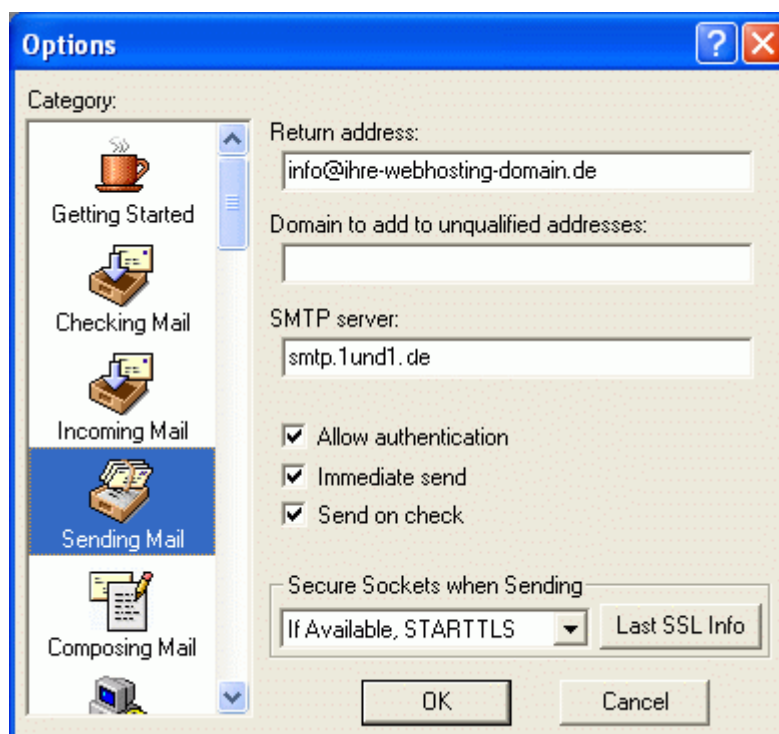 Options
Category:
Getting Started
Checking Mail
Incoming Mail
Sending Mail
Composing Mail
Return address:
info@ihre-webhosting-domain.de
Domain to add to unqualified addresses:
SMTP server:
smtp.1und1.de
Allow authentication
Immediate send
Send on check
Secure Sockets when Sending
If Available, STARTTLS
Last SSL Info
OK
Cancel